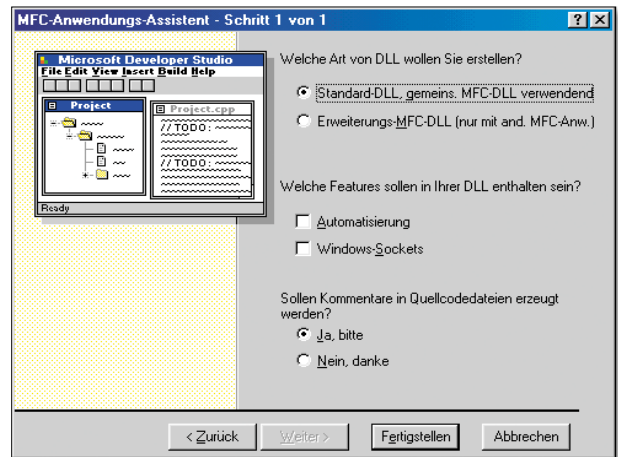 MFC-Anwendungs-Assistent - Schritt 1 von 1
Microsoft Developer Studio
File Edit View Insert Build Help
Project
Project.cpp
//TODO:
//TODO:
Ready
Welche Art von DLL wollen Sie erstellen?
Standard-DLL, gemeins. MFC-DLL verwendend
Erweiterungs-MFC-DLL (nur mit and. MFC-Anw.)
Welche Features sollen in Ihrer DLL enthalten sein?
Automatisierung
Windows-Sockets
Sollen Kommentare in Quellcodedateien erzeugt
werden?
Ja, bitte
Nein, danke
< Zurück
Weiter >
Fertigstellen
Abbrechen